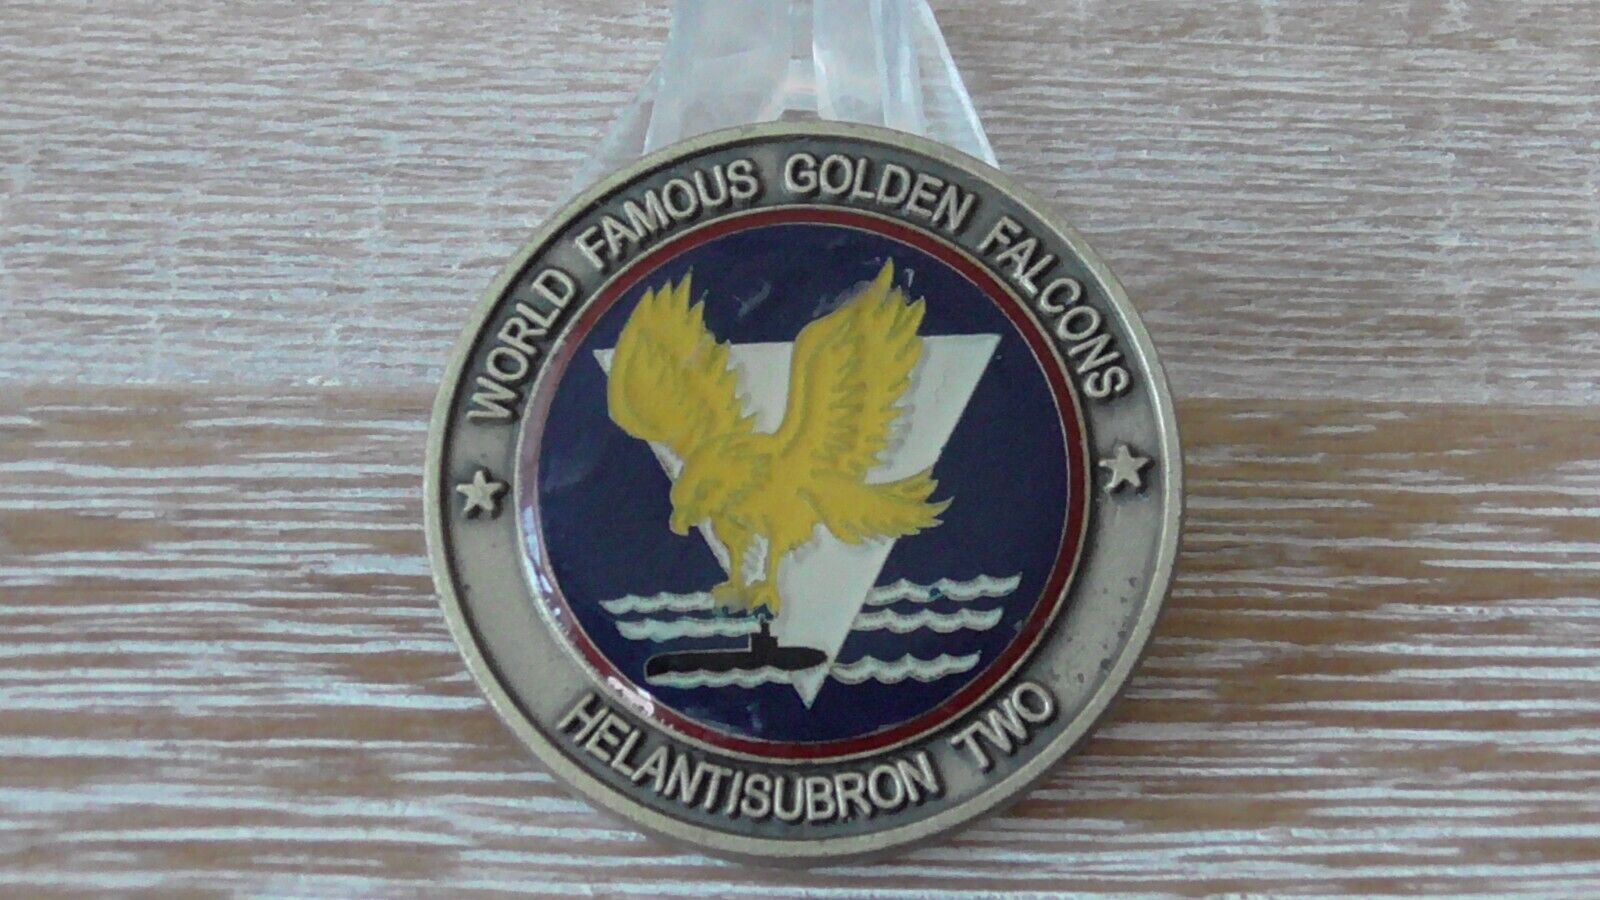 WORLD FAMOUS GOLDEN FALCONS
HELANTISUBRON TWO